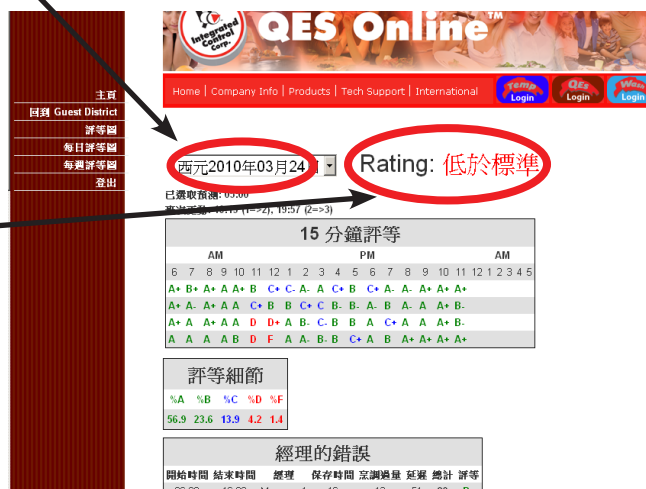 Integrated Control Corp.
QES Online™
Home | Company Info | Products | Tech Support | International
Temp Login
QES Login
Wash Login
主頁
回到 Guest District
評等圖
每日評等圖
每週評等圖
登出
西元2010年03月24
Rating: 低於標準
已選取預測: 05:00
19:57 (2=>3)
15 分鐘評等
AM PM AM
6 7 8 9 10 11 12 1 2 3 4 5 6 7 8 9 10 11 12 1 2 3 4 5
A+ B+ A+ A A+ B C+ C- A- A C+ B C+ A- A- A+ A+ A+
A+ A- A+ A A C+ B B C+ C B- B- A- B A- A A+ B-
A+ A A+ A A D D+ A B- C- B B A C+ A A A+ B-
A A A A B D F A A- B- B C+ A B A+ A+ A+ A+
評等細節
%A %B %C %D %F
56.9 23.6 13.9 4.2 1.4
經理的錯誤
開始時間 結束時間 經理 保存時間 烹調過量 延遲 總計 評等